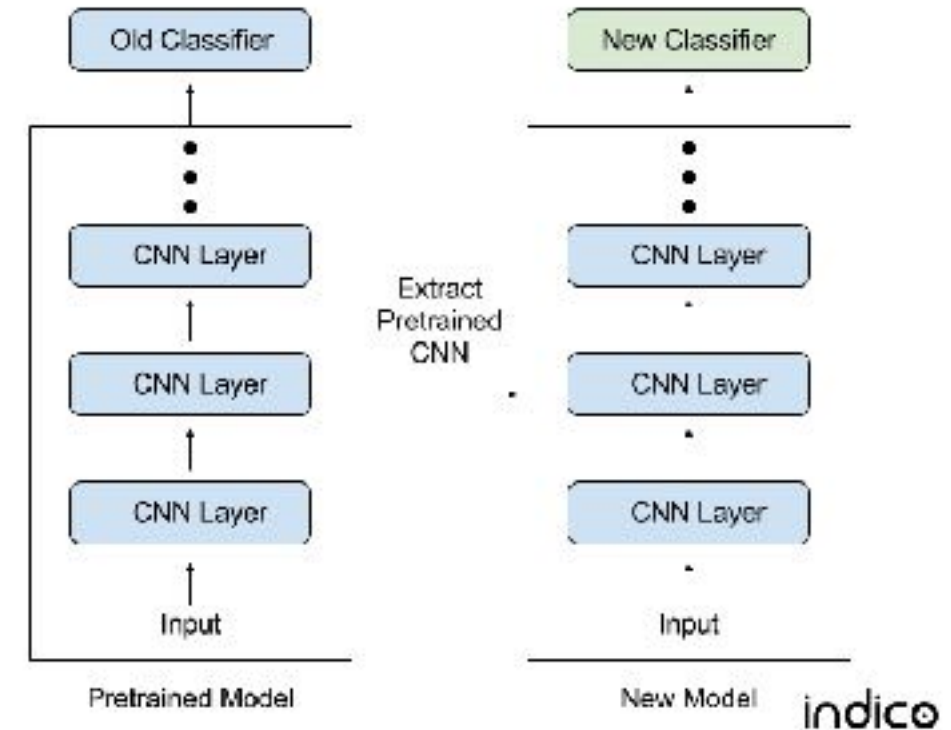 Old Classifier
New Classifier
CNN Layer
CNN Layer
Extract
Pretrained
CNN
CNN Layer
CNN Layer
CNN Layer
CNN Layer
Input
Input
Pretrained Model
New Model
indico